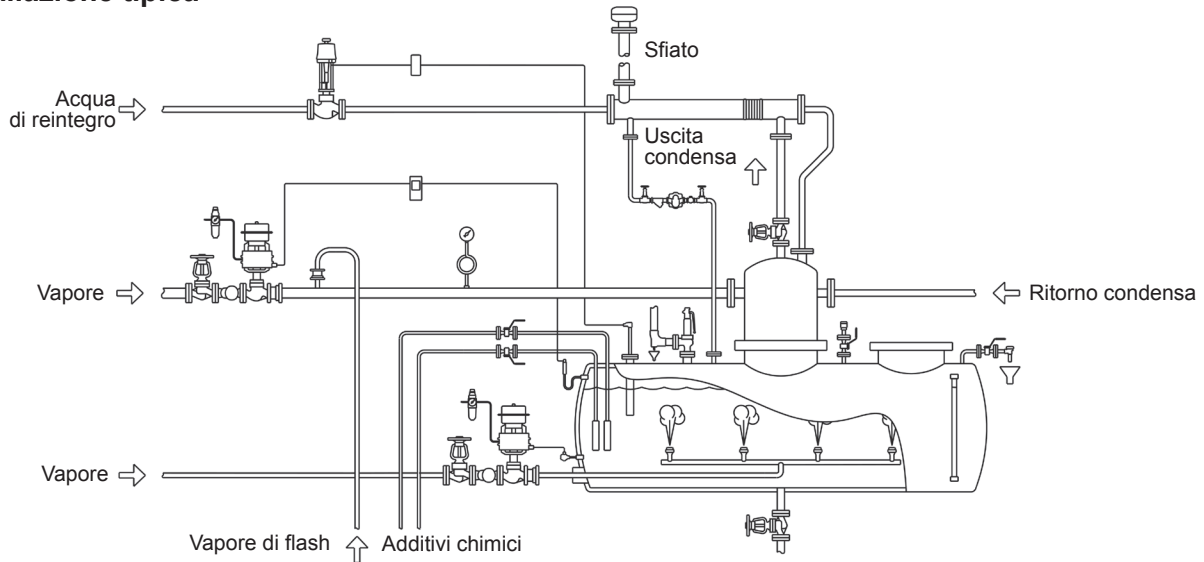 Sfiato
Acqua
di reintegro
Uscita
condensa
Vapore
Ritorno condensa
Vapore
Vapore di flash
Additivi chimici